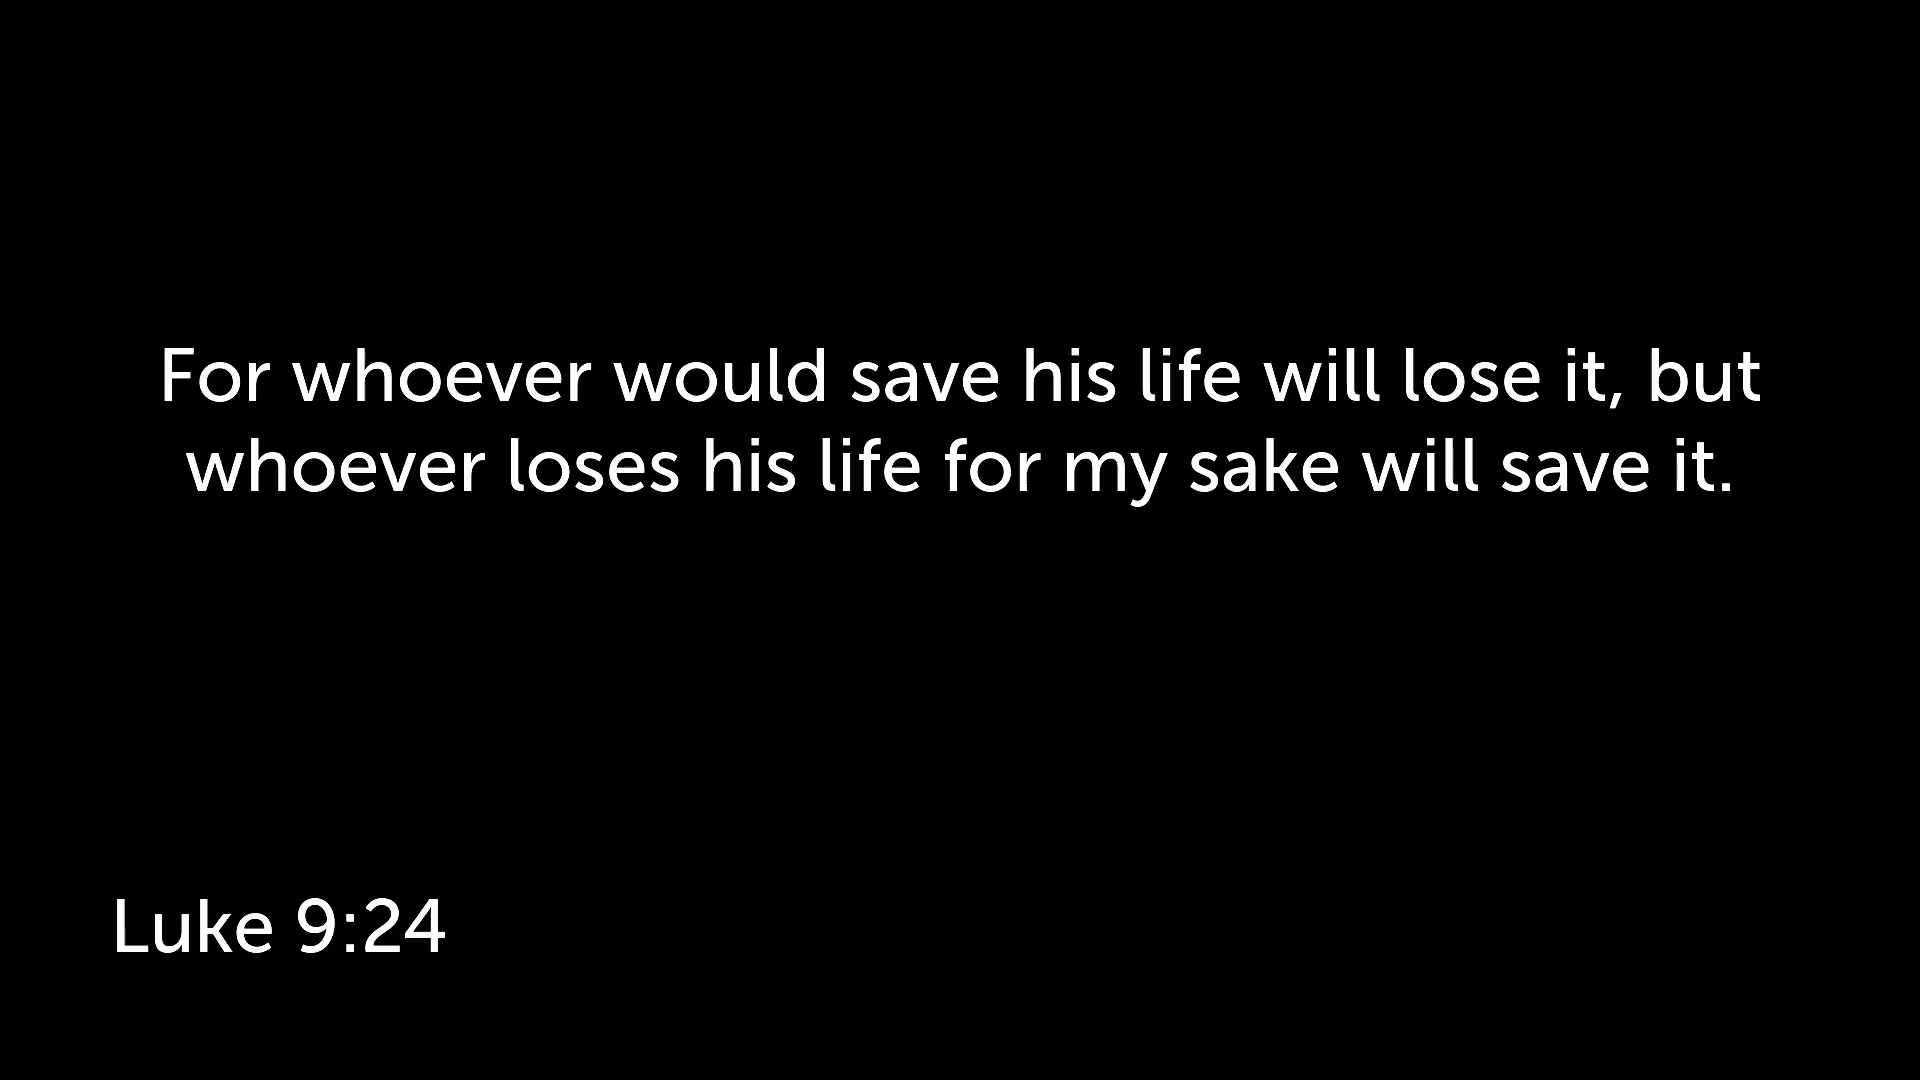 For whoever would save his life will lose it, but
whoever loses his life for my sake will save it.
Luke 9:24